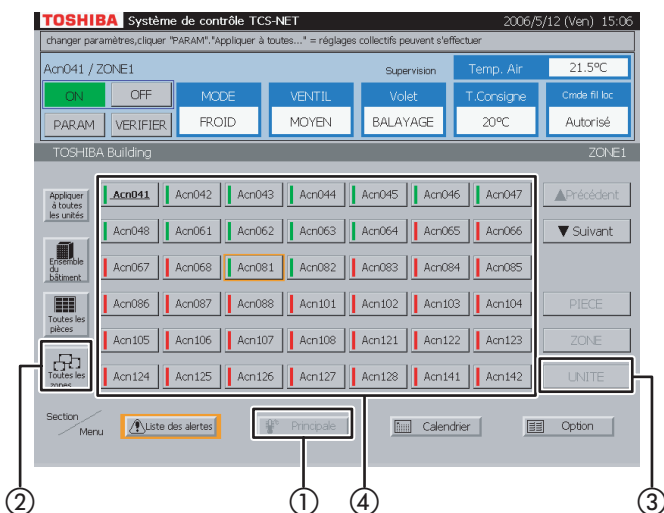 TOSHIBA Système de contrôle TCS-NET 2006/5/12 (Ven) 15:06
changer paramètres,cliquer "PARAM"."Appliquer à toutes..." = réglages collectifs peuvent s'effectuer
Acn041 / ZONE1 Supervision Temp. Air 21.5ºC
ON OFF MODE VENTIL Volet T.Consigne Cmde fil loc
PARAM VERIFIER FROID MOYEN BALAYAGE 20ºC Autorisé
TOSHIBA Building ZONE1
Appliquer
à toutes
les unités
Acn041 Acn042 Acn043 Acn044 Acn045 Acn046 Acn047 ▲Précédent
Acn048 Acn061 Acn062 Acn063 Acn064 Acn065 Acn066 ▼ Suivant
Ensemble
du
bâtiment
Acn067 Acn068 Acn081 Acn082 Acn083 Acn084 Acn085
Toutes les
pièces
Acn086 Acn087 Acn088 Acn101 Acn102 Acn103 Acn104 PIECE
Acn105 Acn106 Acn107 Acn108 Acn121 Acn122 Acn123 ZONE
Toutes les
zones
Acn124 Acn125 Acn126 Acn127 Acn128 Acn141 Acn142 UNITE
Section
Menu
Liste des alertes Principale Calendrier Option
② ① ④ ③